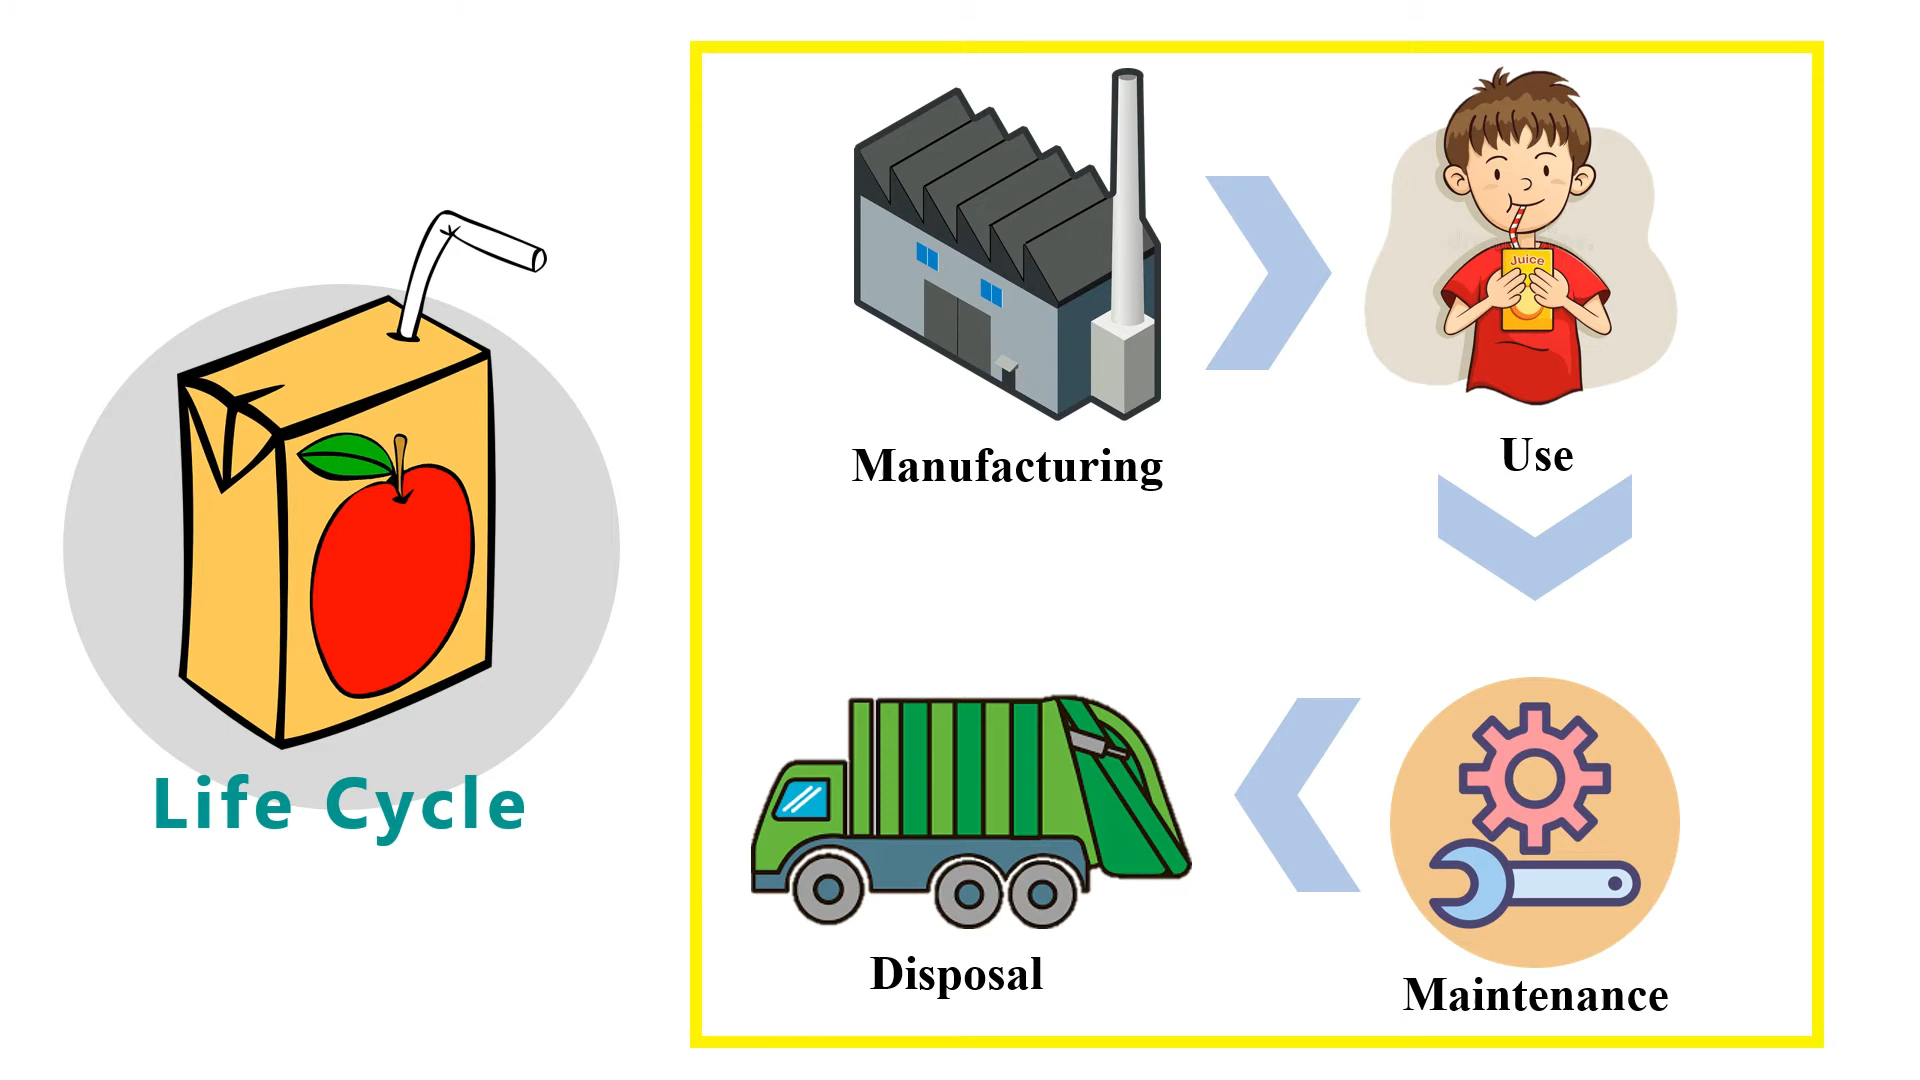 Life Cycle
Manufacturing
Juice
Use
Maintenance
Disposal